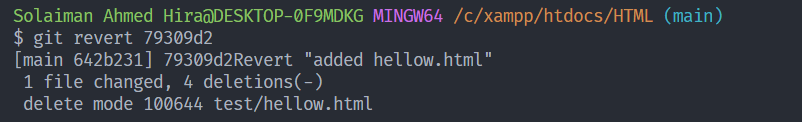 Solaiman Ahmed Hira@DESKTOP-0F9MDKG MINGW64 /c/xampp/htdocs/HTML (main)
$ git revert 79309d2
[main 642b231] 79309d2Revert "added hellow.html"
 1 file changed, 4 deletions(-)
 delete mode 100644 test/hellow.html